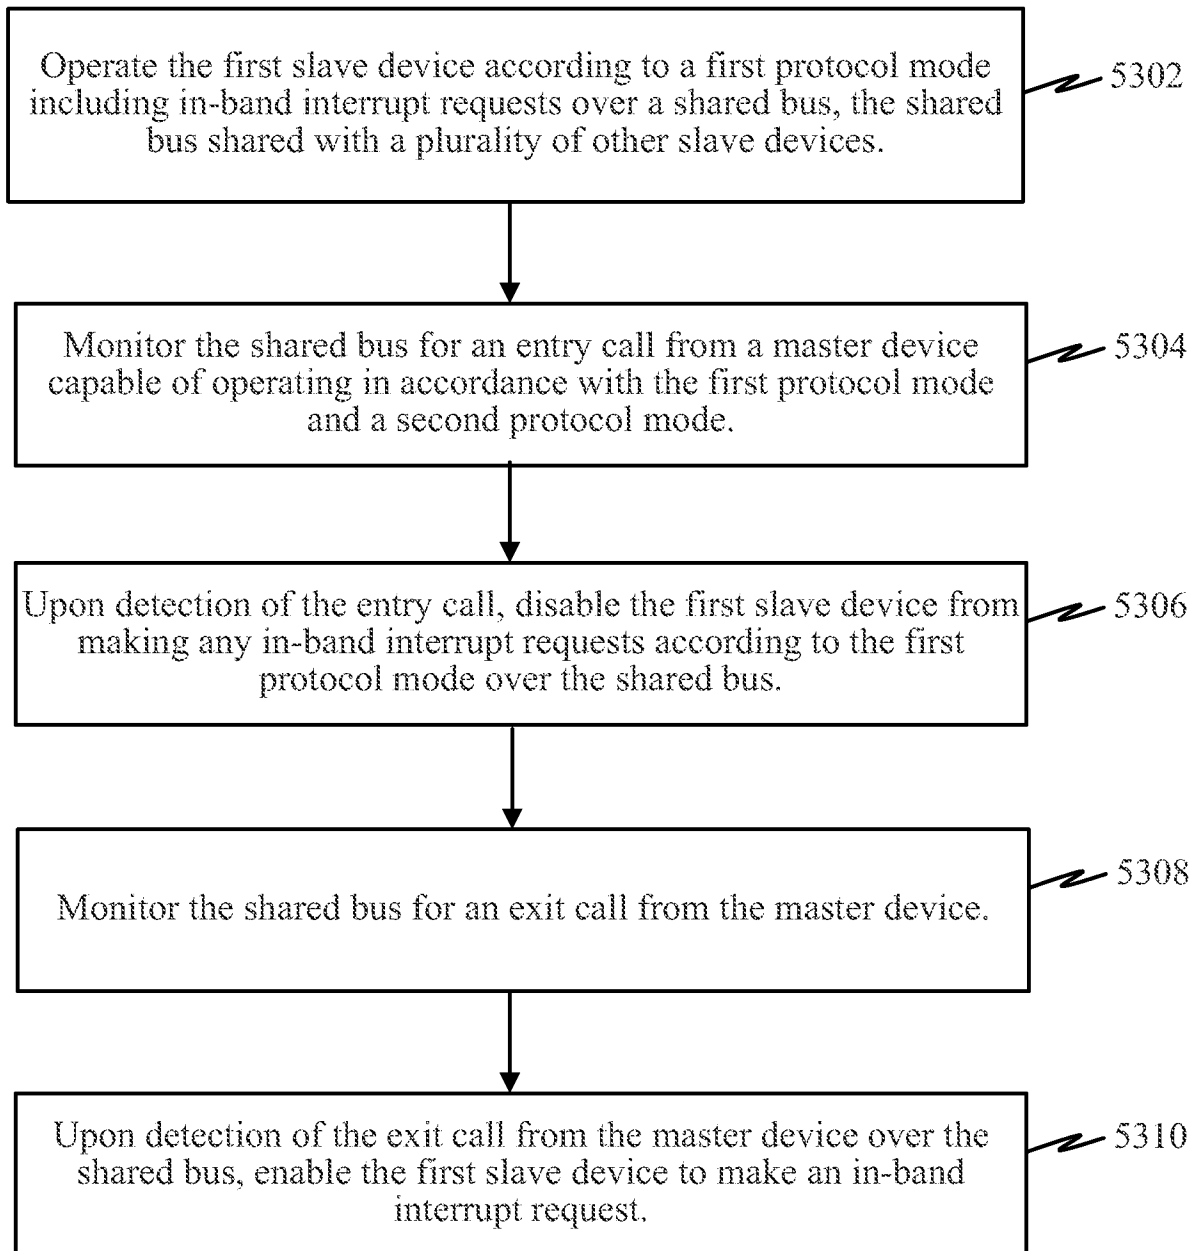 Operate the first slave device according to a first protocol mode
including in-band interrupt requests over a shared bus, the shared
bus shared with a plurality of other slave devices.
5302
Monitor the shared bus for an entry call from a master device
capable of operating in accordance with the first protocol mode
and a second protocol mode.
5304
Upon detection of the entry call, disable the first slave device from
making any in-band interrupt requests according to the first
protocol mode over the shared bus.
5306
Monitor the shared bus for an exit call from the master device.
5308
Upon detection of the exit call from the master device over the
shared bus, enable the first slave device to make an in-band
interrupt request.
5310